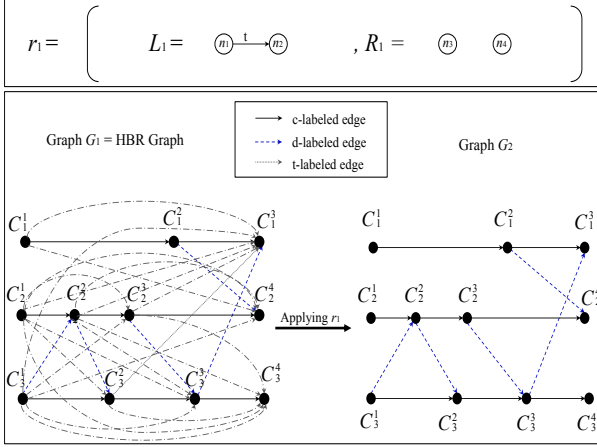 r₁ = ( L₁ = n₁ t n₂ , R₁ = n₃ n₄ )
c-labeled edge
d-labeled edge
t-labeled edge
Graph G₁ = HBR Graph
Graph G₂
C₁¹ C₁² C₁³
C₂¹ C₂² C₂³ C₂⁴
C₃¹ C₃² C₃³ C₃⁴
Applying r₁
C₁¹ C₁² C₁³
C₂¹ C₂² C₂³
C₃¹ C₃² C₃³ C₃⁴